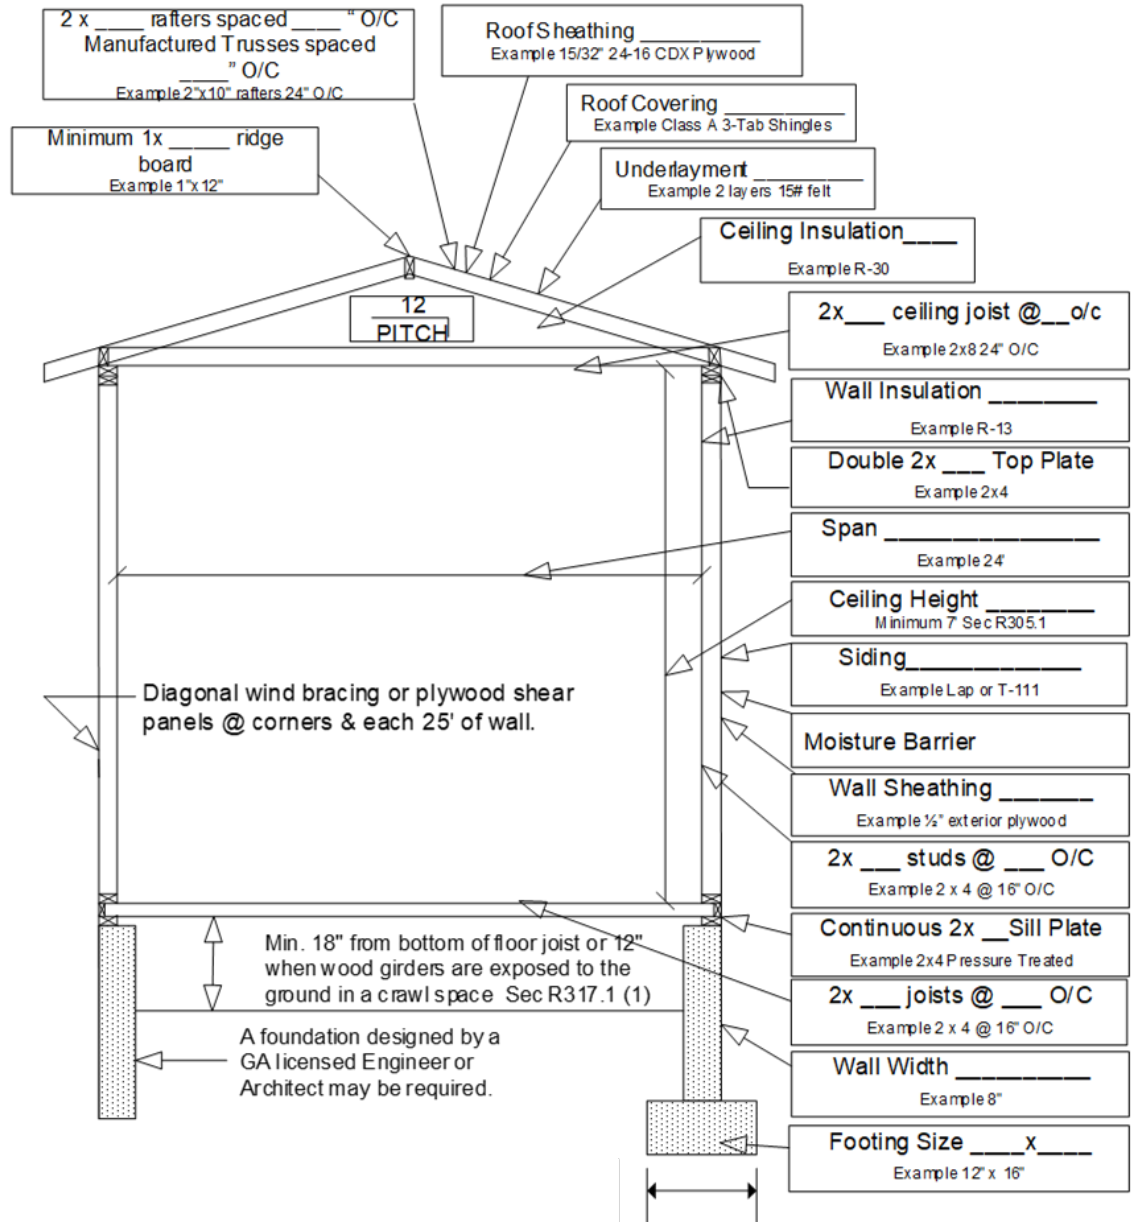 2 x ____ rafters spaced ____ " O/C
Manufactured Trusses spaced
____" O/C
Example 2"x10" rafters 24" O/C
Roof Sheathing __________
Example 15/32" 24-16 CDX Plywood
Roof Covering __________
Example Class A 3-Tab Shingles
Minimum 1x _____ ridge
board
Example 1"x12"
Underlayment _________
Example 2 layers 15# felt
Ceiling Insulation____
Example R-30
12
PITCH
2x___ ceiling joist @__o/c
Example 2x8 24" O/C
Wall Insulation ________
Example R-13
Double 2x ___ Top Plate
Example 2x4
Span ________________
Example 24'
Ceiling Height ________
Minimum 7' Sec R305.1
Siding_____________
Example Lap or T-111
Diagonal wind bracing or plywood shear
panels @ corners & each 25' of wall.
Moisture Barrier
Wall Sheathing _______
Example ½" exterior plywood
2x ___ studs @ ___ O/C
Example 2 x 4 @ 16" O/C
Continuous 2x __Sill Plate
Example 2x4 Pressure Treated
Min. 18" from bottom of floor joist or 12"
when wood girders are exposed to the
ground in a crawl space Sec R317.1 (1)
2x ___ joists @ ___ O/C
Example 2 x 4 @ 16" O/C
A foundation designed by a
GA licensed Engineer or
Architect may be required.
Wall Width __________
Example 8"
Footing Size ____x____
Example 12" x 16"